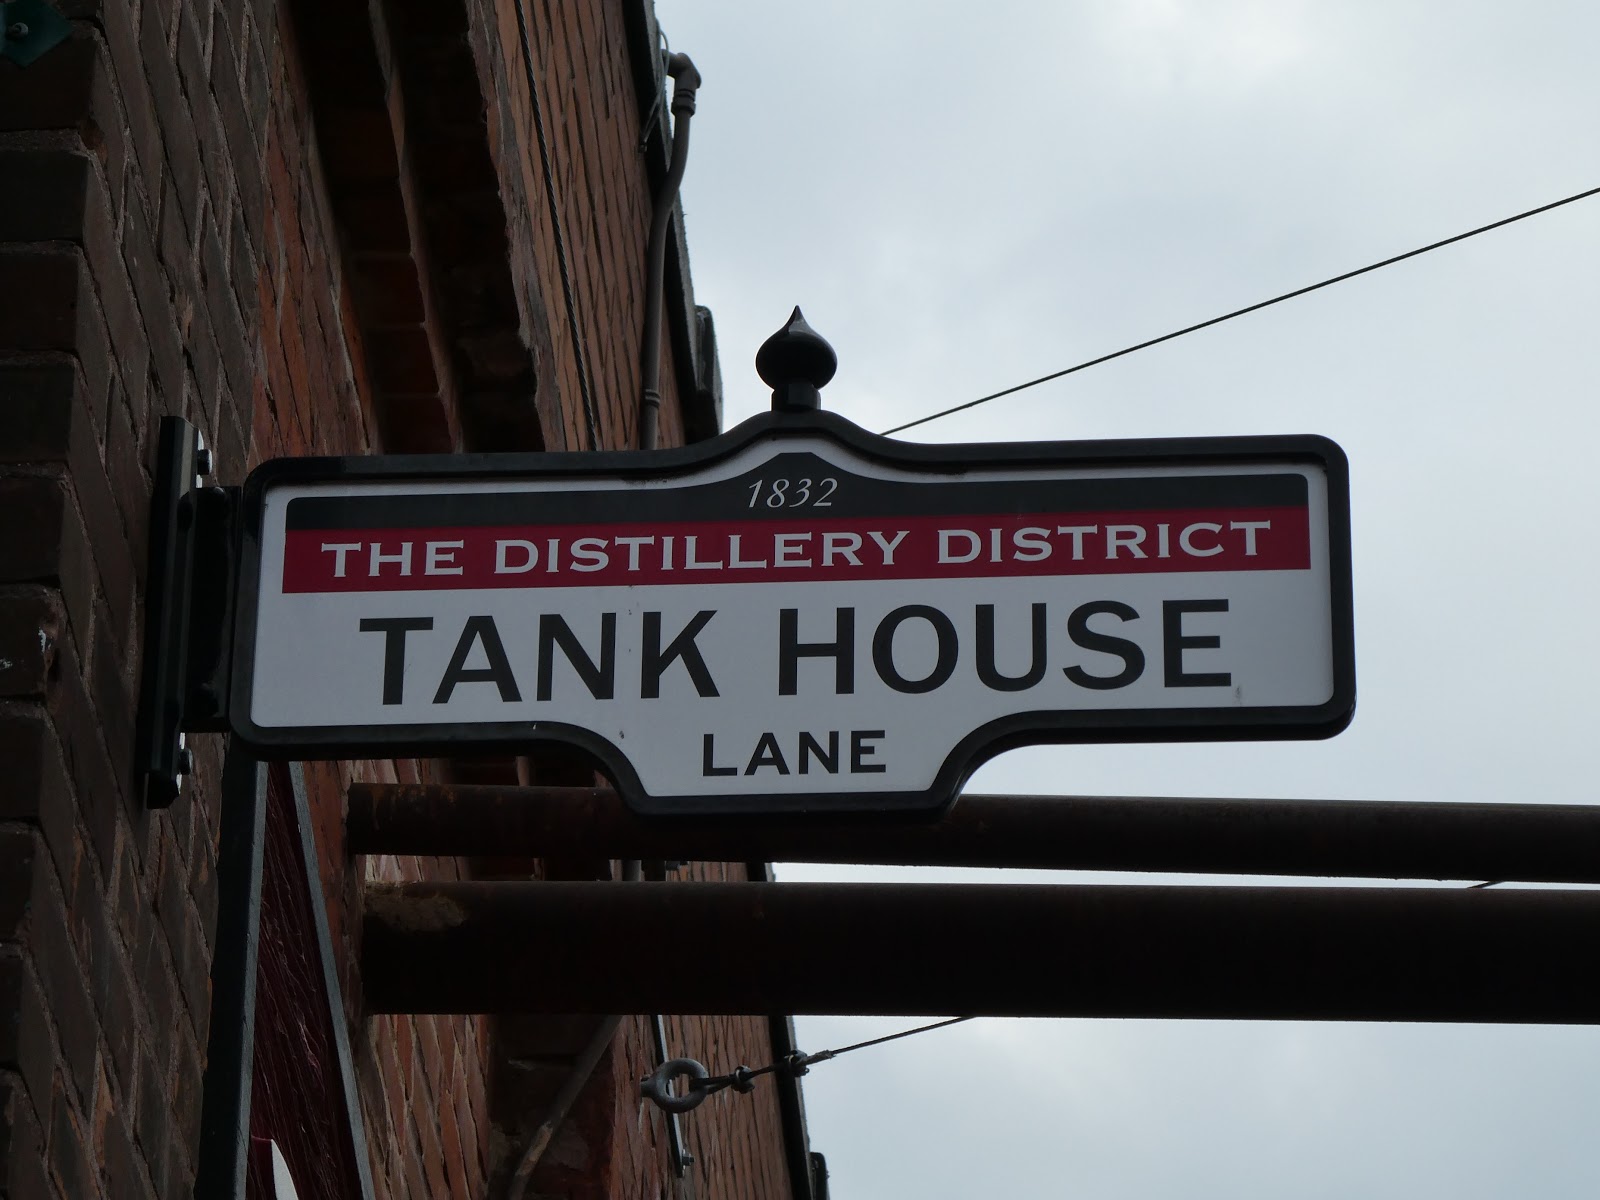 1832
THE DISTILLERY DISTRICT
TANK HOUSE
LANE